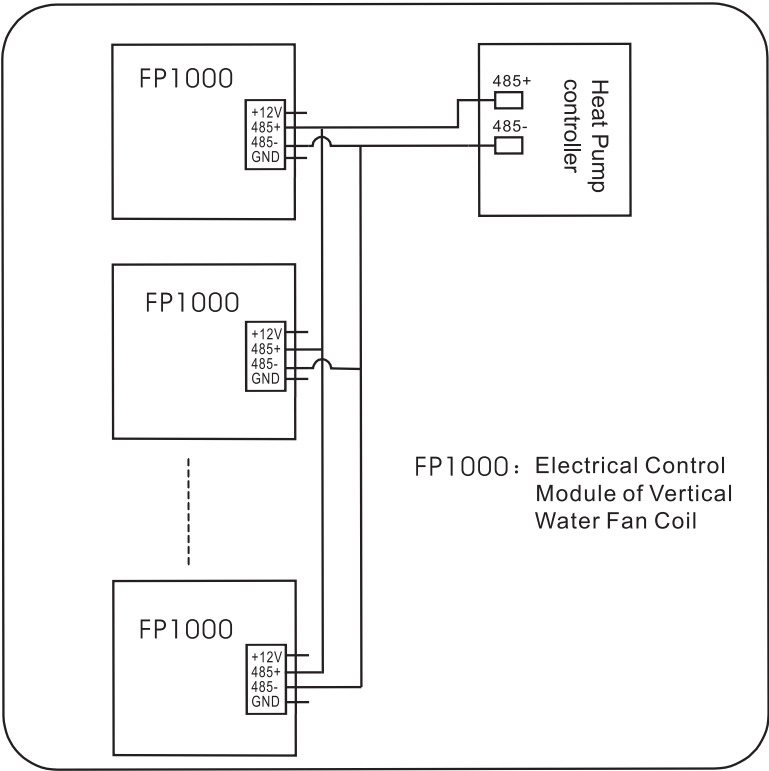 FP1000
+12V
485+
485-
GND
485+
485-
Heat Pump
controller
FP1000
+12V
485+
485-
GND
FP1000: Electrical Control
Module of Vertical
Water Fan Coil
FP1000
+12V
485+
485-
GND